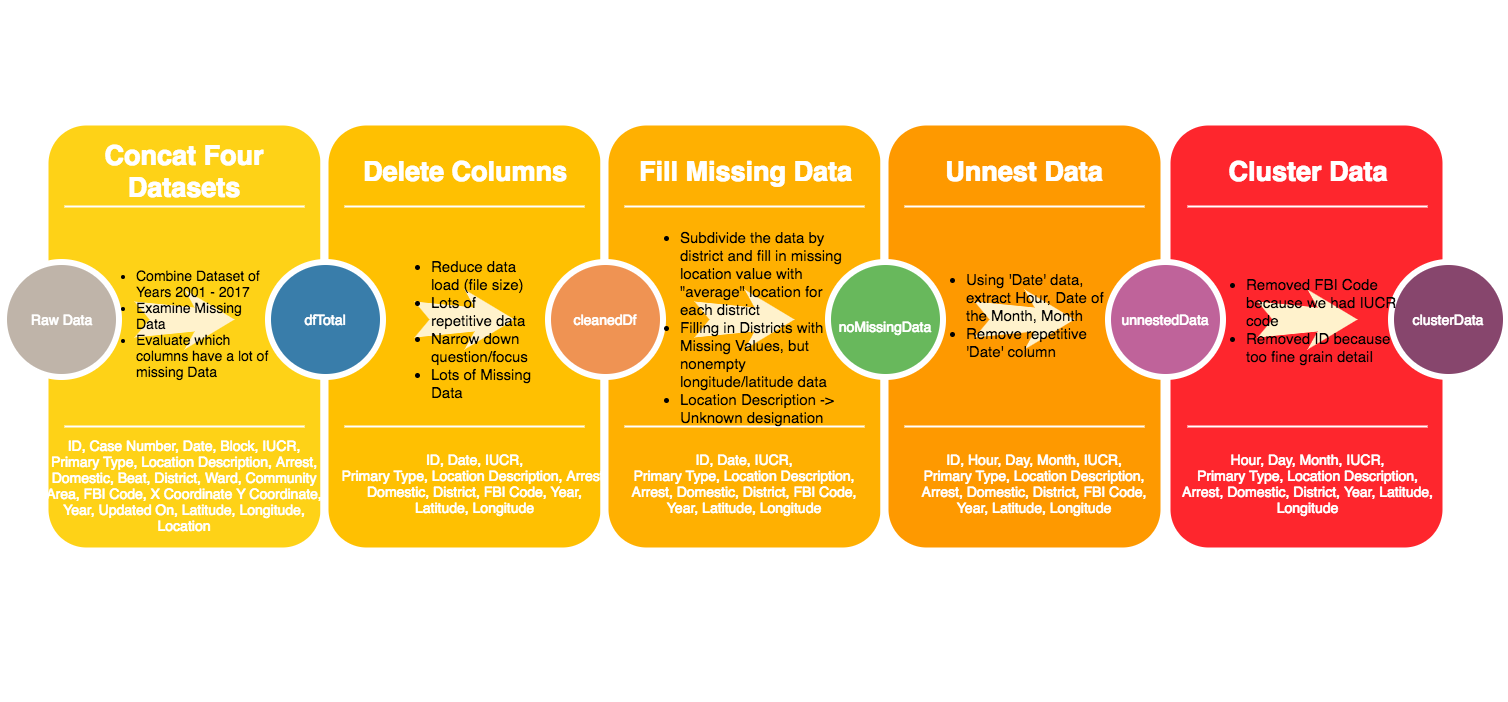 Concat Four
Datasets
Raw Data
• Combine Dataset of
Years 2001 - 2017
• Examine Missing
Data
• Evaluate which
columns have a lot of
missing Data
ID, Case Number, Date, Block, IUCR,
Primary Type, Location Description, Arrest,
Domestic, Beat, District, Ward, Community
Area, FBI Code, X Coordinate Y Coordinate,
Year, Updated On, Latitude, Longitude,
Location
Delete Columns
dfTotal
• Reduce data
load (file size)
• Lots of
repetitive data
• Narrow down
question/focus
• Lots of Missing
Data
ID, Date, IUCR,
Primary Type, Location Description, Arres
Domestic, District, FBI Code, Year,
Latitude, Longitude
Fill Missing Data
cleanedDf
• Subdivide the data by
district and fill in missing
location value with
"average" location for
each district
• Filling in Districts with
Missing Values, but
nonempty
longitude/latitude data
• Location Description ->
Unknown designation
ID, Date, IUCR,
Primary Type, Location Description,
Arrest, Domestic, District, FBI Code,
Year, Latitude, Longitude
Unnest Data
noMissingData
• Using 'Date' data,
extract Hour, Date of
the Month, Month
• Remove repetitive
'Date' column
ID, Hour, Day, Month, IUCR,
Primary Type, Location Description,
Arrest, Domestic, District, FBI Code,
Year, Latitude, Longitude
Cluster Data
unnestedData
• Removed FBI Code
because we had IUCR
code
• Removed ID because
too fine grain detail
clusterData
Hour, Day, Month, IUCR,
Primary Type, Location Description,
Arrest, Domestic, District, Year, Latitude,
Longitude